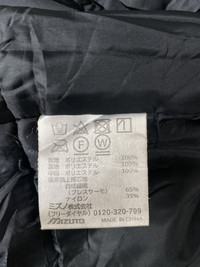 表地 ポリエステル 100%
裏地 ポリエステル 100%
中綿 ポリエステル 100%
指定外繊維
(ブレスサーモ) 65%
ナイロン 35%
ミズノ株式会社
(フリーダイヤル) 0120-320-799
MIZUNO MADE IN CHINA